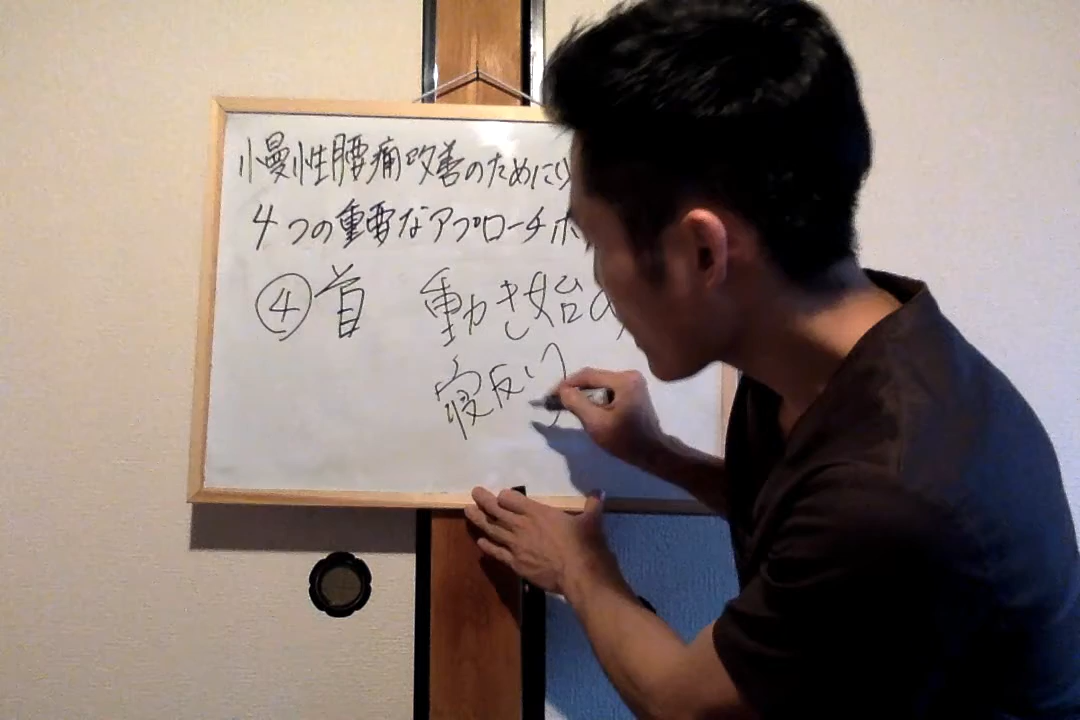 慢性腰痛改善のために
4つの重要なアプローチポ
④首 動き始め
寝返り